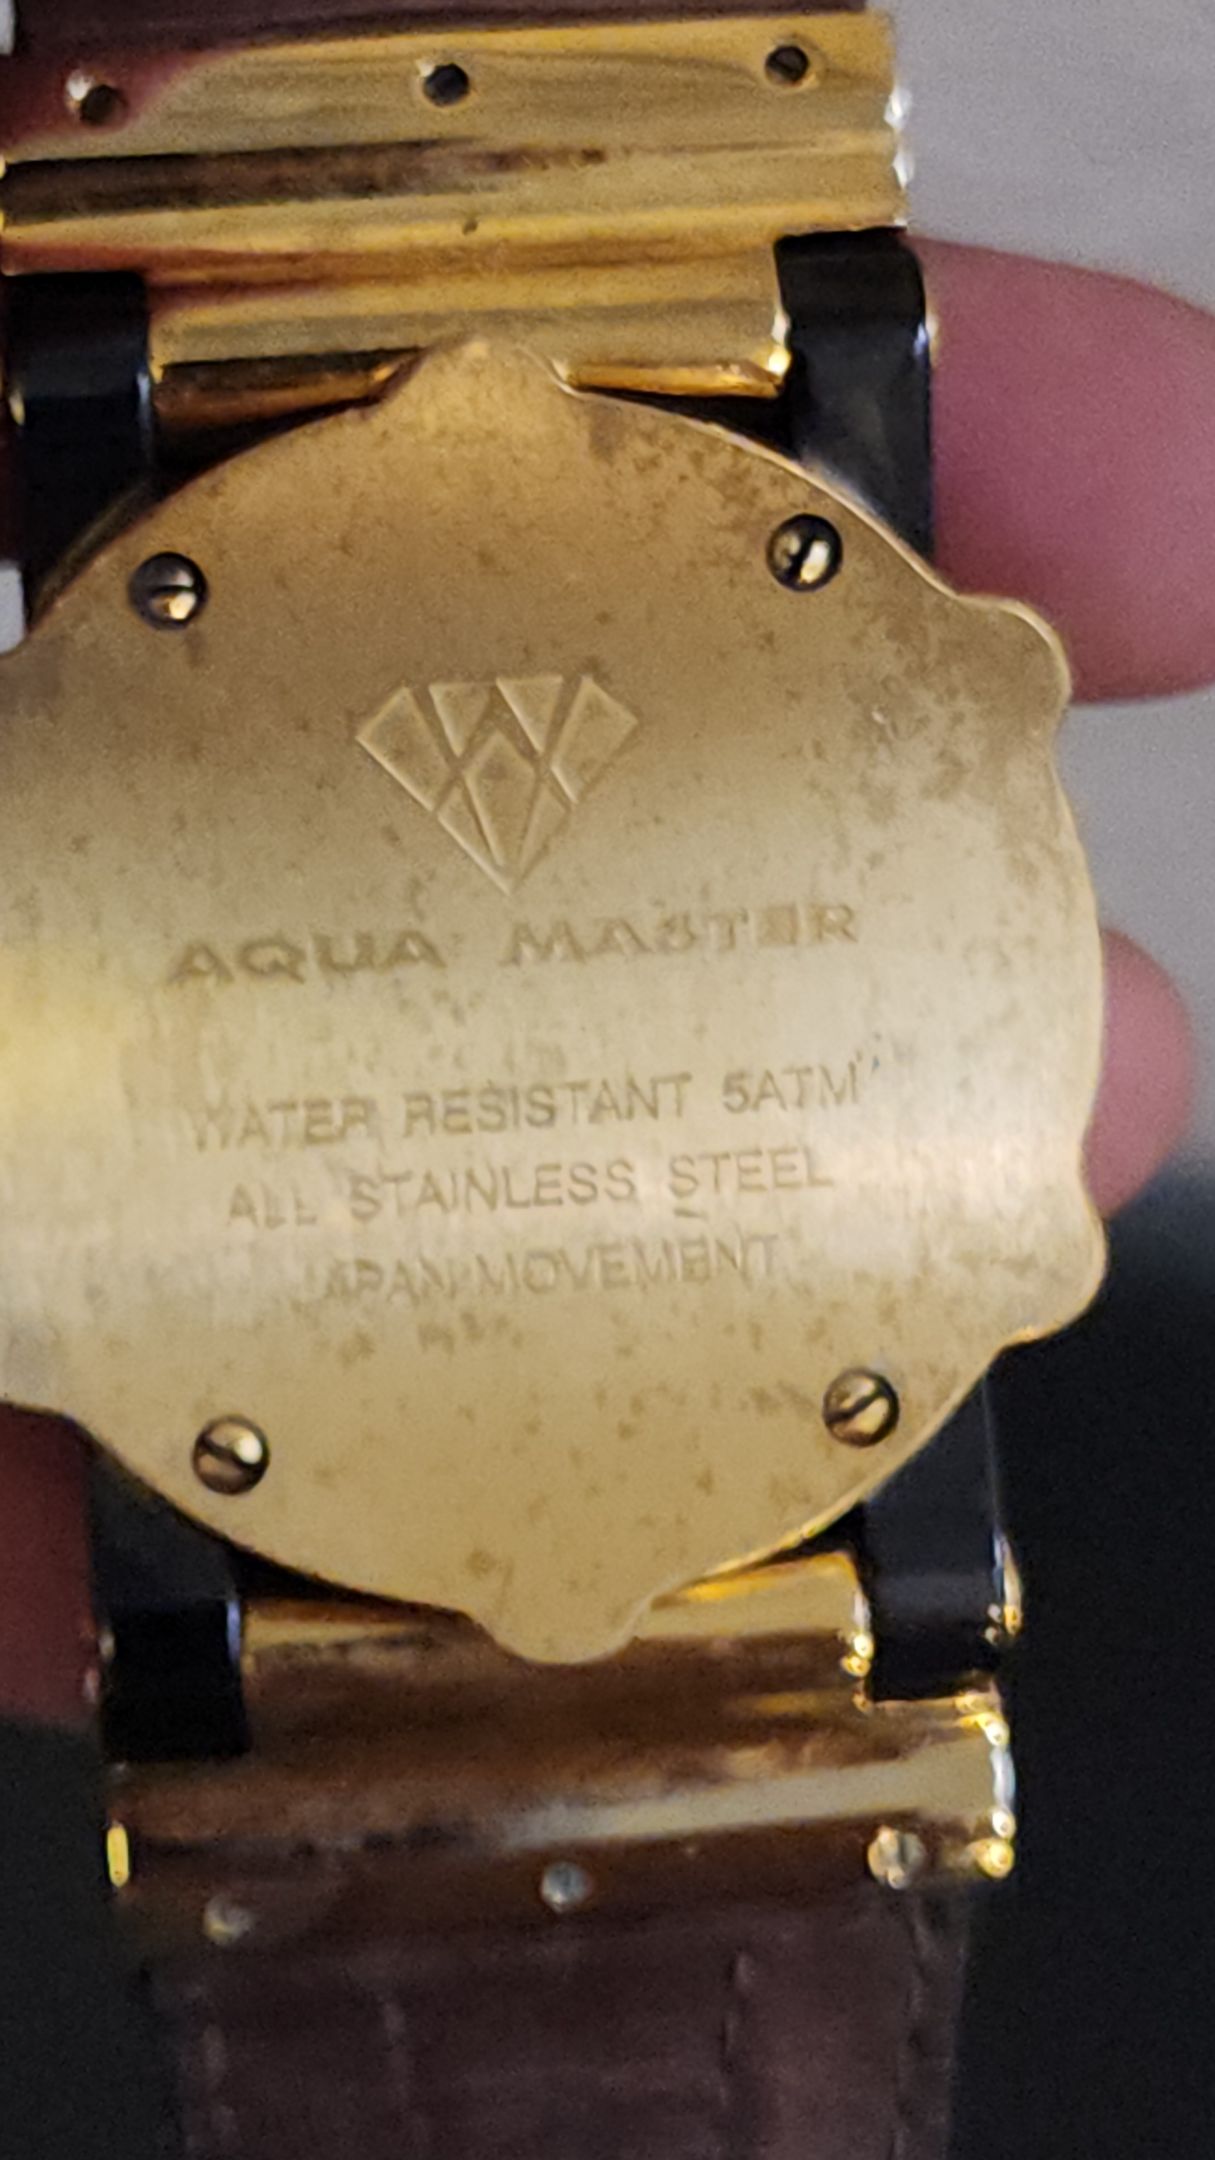 AQUA MASTER
WATER RESISTANT 5ATM
ALL STAINLESS STEEL
JAPAN MOVEMENT